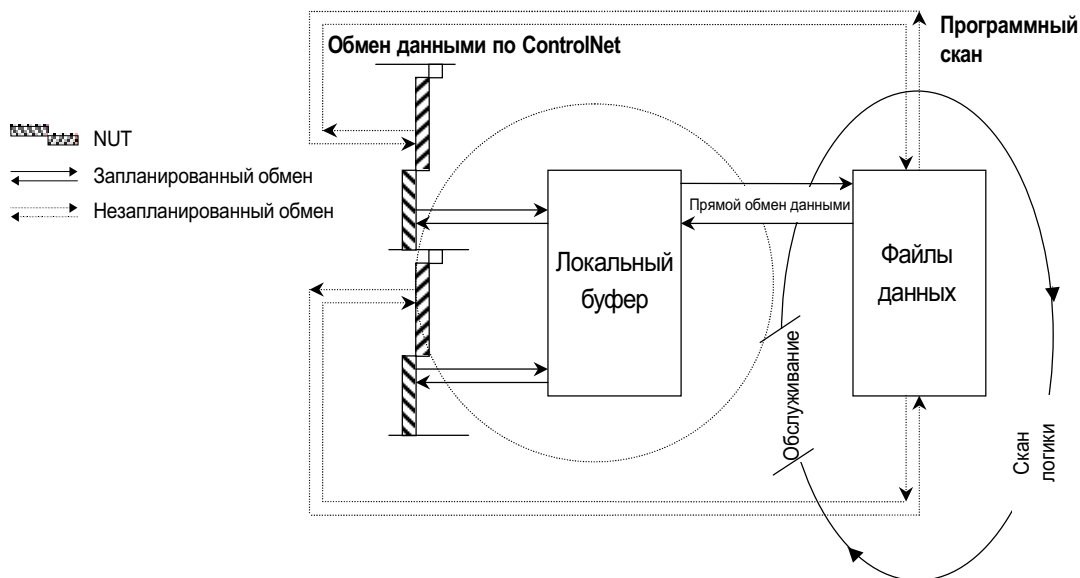 Программный
скан
Обмен данными по ControlNet
NUT
Запланированный обмен
Незапланированный обмен
Прямой обмен данными
Локальный
буфер
Файлы
данных
Обслуживание
Скан
логики